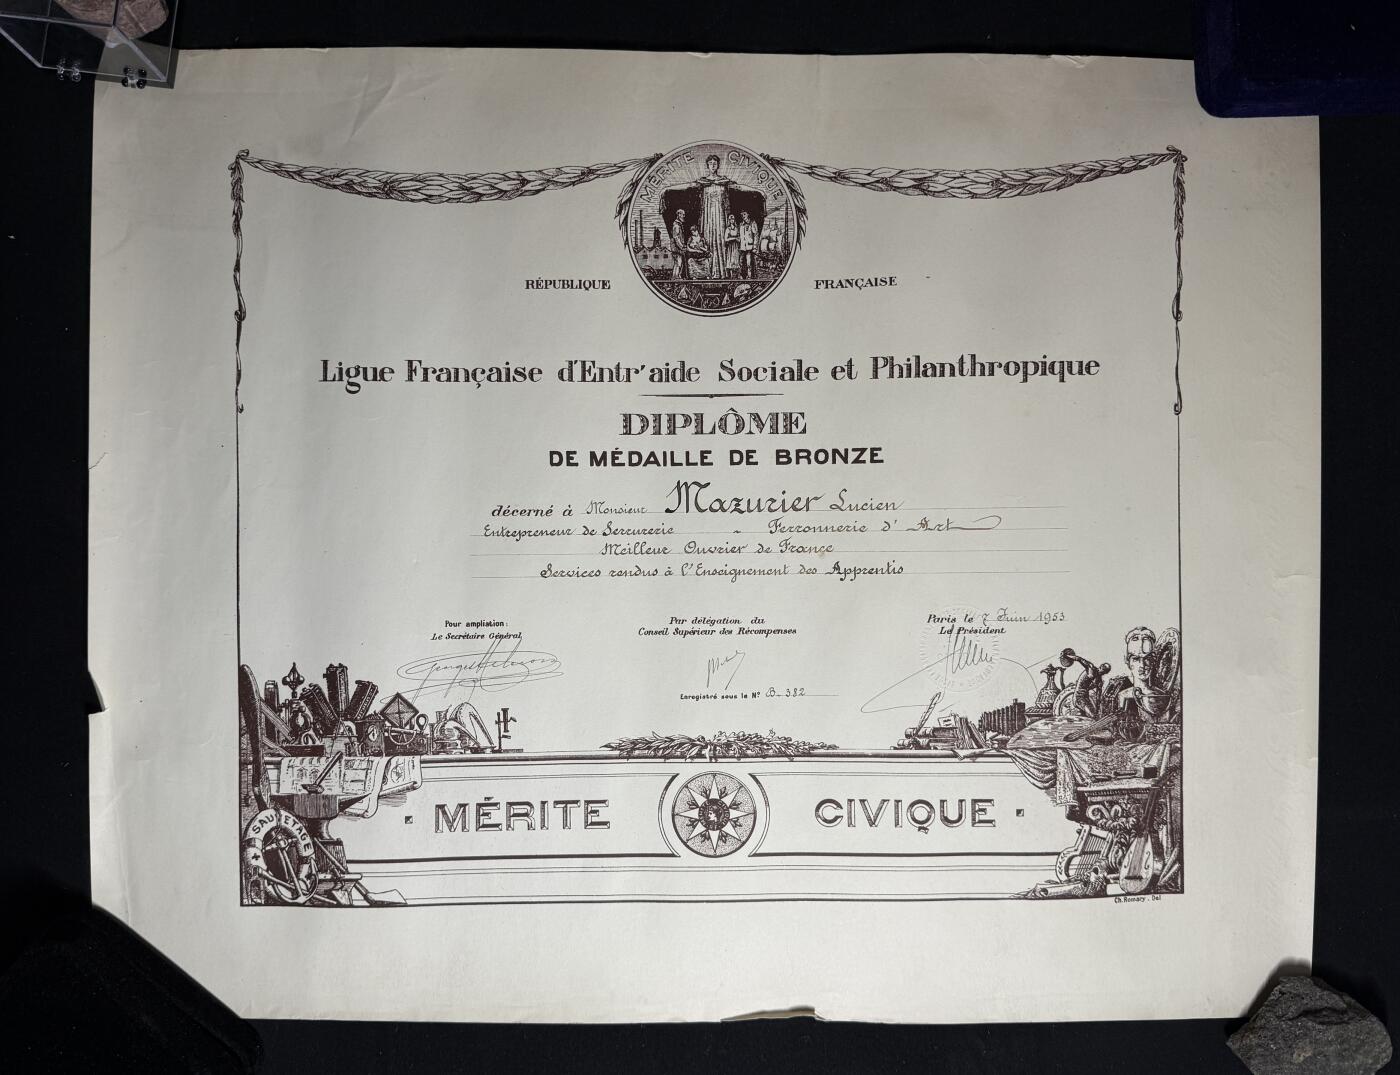 MÉRITE CIVIQUE
RÉPUBLIQUE FRANÇAISE
Ligue Française d'Entr'aide Sociale et Philanthropique
DIPLÔME
DE MÉDAILLE DE BRONZE
décerné à Monsieur Mazurier Lucien
Entrepreneur de Serrurerie - Ferronnerie d'Art
Meilleur Ouvrier de France
Services rendus à l'Enseignement des Apprentis
Pour ampliation:
Le Secrétaire Général
Par délégation du
Conseil Supérieur des Récompenses
Enregistré sous le N° B. 382
Paris le 7 Juin 1953
Le Président
SAUVETAGE
MÉRITE CIVIQUE
Ch. Romary. Del